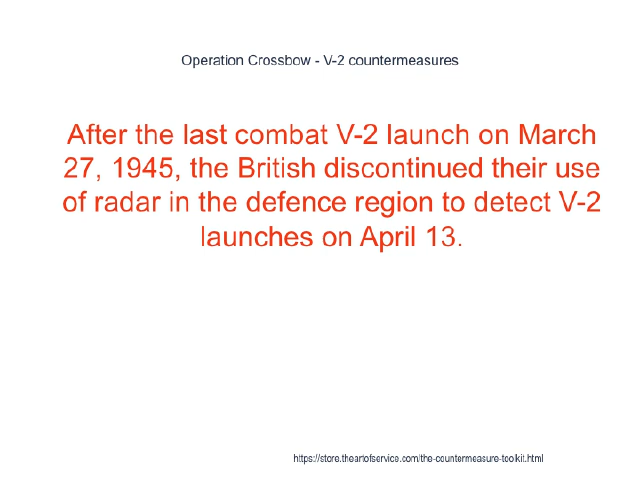 Operation Crossbow - V-2 countermeasures
After the last combat V-2 launch on March
27, 1945, the British discontinued their use
of radar in the defence region to detect V-2
launches on April 13.
https://store.theartofservice.com/the-countermeasure-toolkit.html